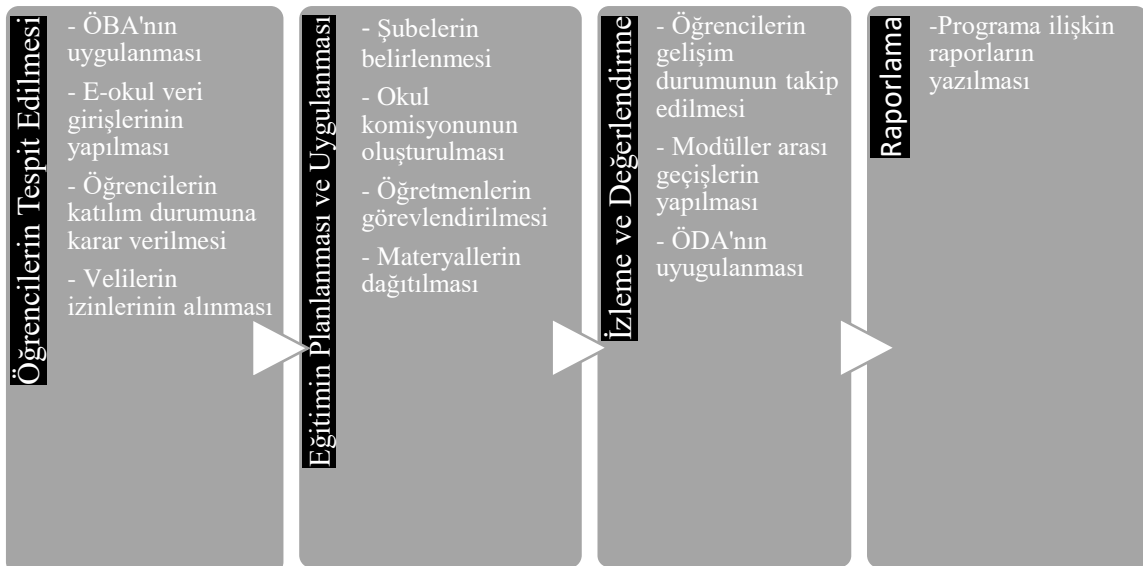 Öğrencilerin Tespit Edilmesi
- ÖBA'nın
uygulanması
- E-okul veri
girişlerinin
yapılması
- Öğrencilerin
katılım durumuna
karar verilmesi
- Velilerin
izinlerinin alınması
Eğitimin Planlanması ve Uygulanması
- Şubelerin
belirlenmesi
- Okul
komisyonunun
oluşturulması
- Öğretmenlerin
görevlendirilmesi
- Materyallerin
dağıtılması
İzleme ve Değerlendirme
- Öğrencilerin
gelişim
durumunun takip
edilmesi
- Modüller arası
geçişlerin
yapılması
- ÖDA'nın
uyugulanması
Raporlama
-Programa ilişkin
raporların
yazılması